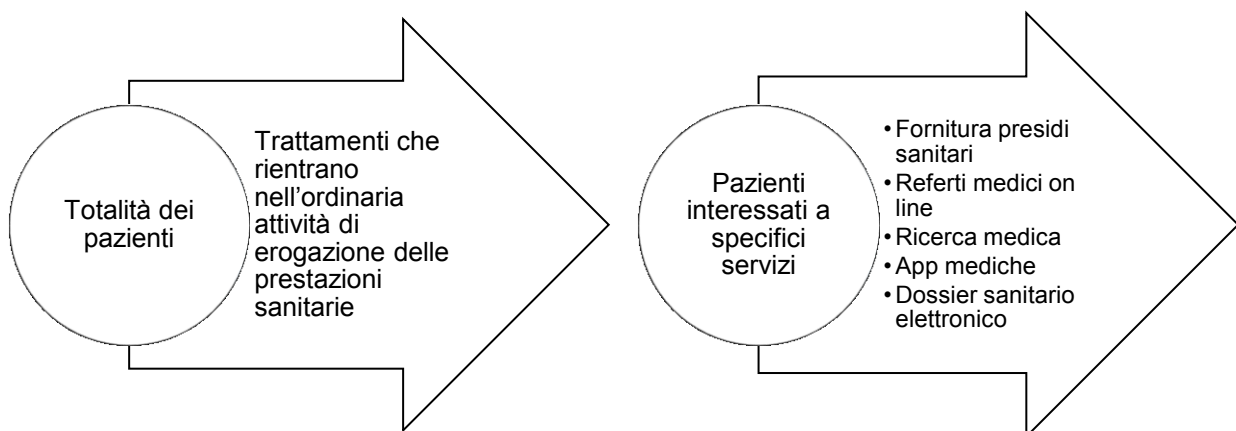 Totalità dei
pazienti
Trattamenti che
rientrano
nell'ordinaria
attività di
erogazione delle
prestazioni
sanitarie
Pazienti
interessati a
specifici
servizi
• Fornitura presidi
sanitari
• Referti medici on
line
• Ricerca medica
• App mediche
• Dossier sanitario
elettronico